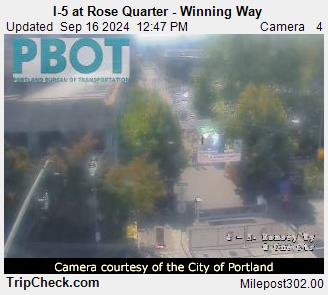 I-5 at Rose Quarter - Winning Way
Updated Sep 16 2024 12:47 PM Camera 4
PBOT
PORTLAND BUREAU OF TRANSPORTATION
Camera courtesy of the City of Portland
TripCheck.com Milepost302.00